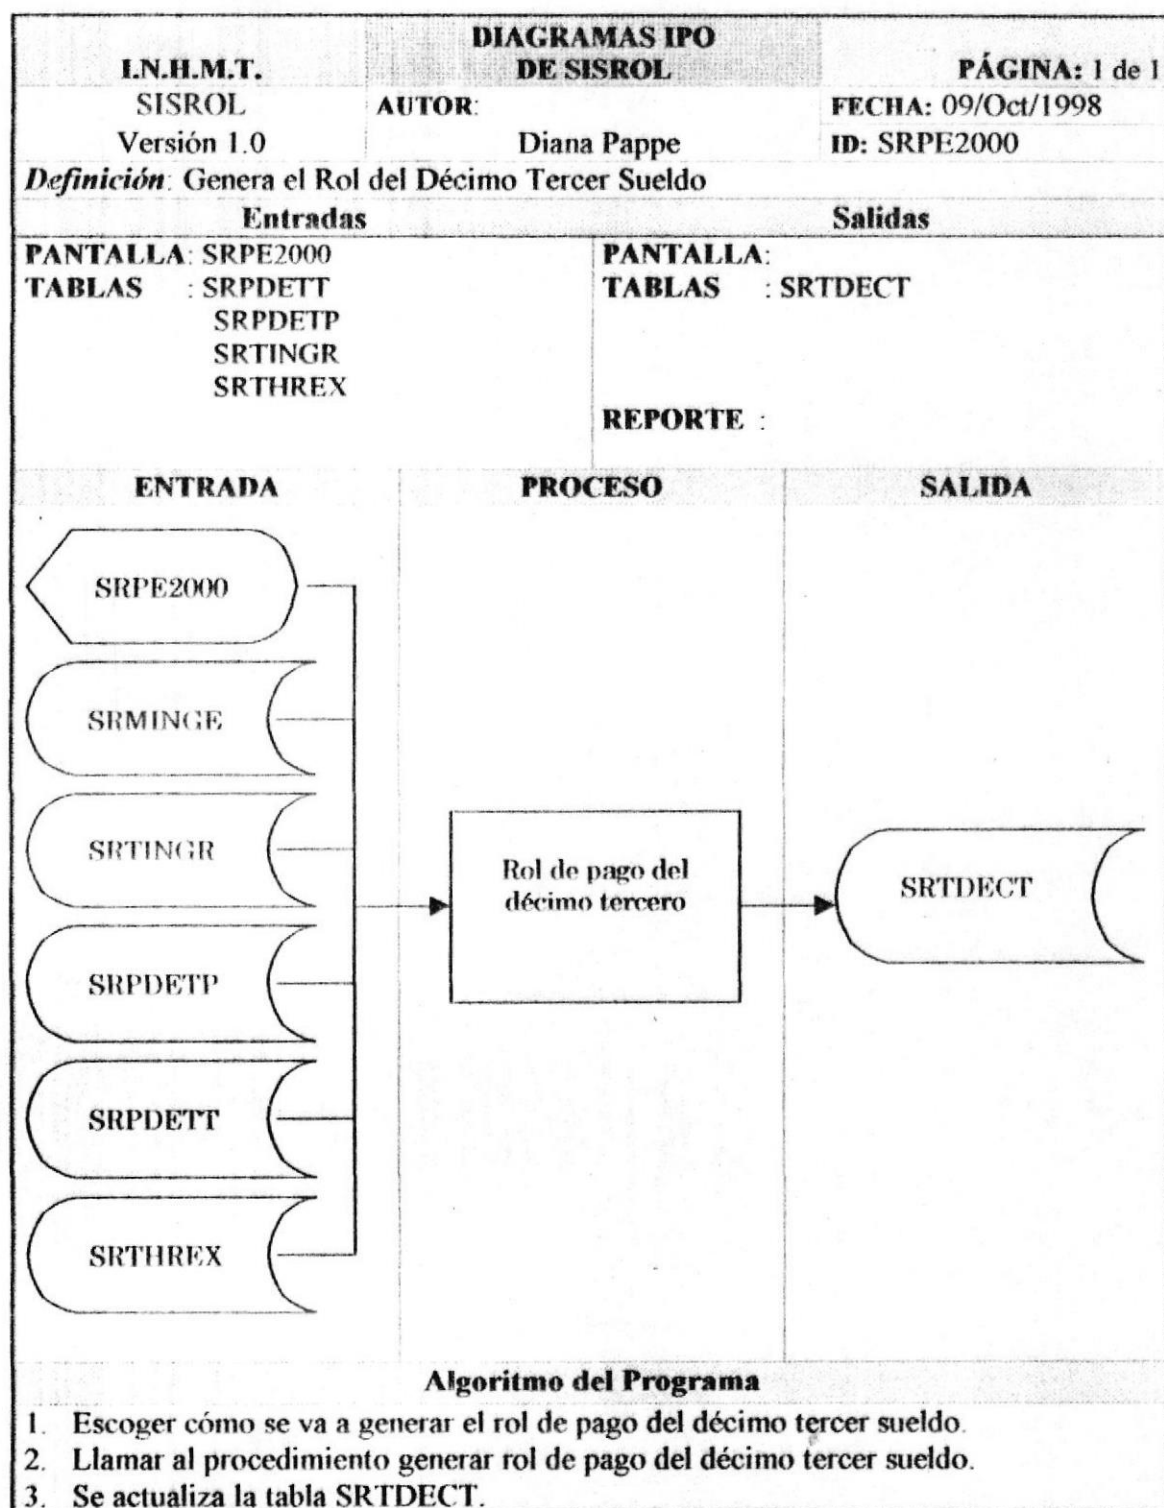 DIAGRAMAS IPO
I.N.H.M.T. DE SISROL PÁGINA: 1 de 1
SISROL AUTOR: FECHA: 09/Oct/1998
Versión 1.0 Diana Pappe ID: SRPE2000
Definición: Genera el Rol del Décimo Tercer Sueldo
Entradas Salidas
PANTALLA: SRPE2000 PANTALLA:
TABLAS : SRPDETT TABLAS : SRTDECT
SRPDETP
SRTINGR
SRTHREX
REPORTE :
ENTRADA PROCESO SALIDA
SRPE2000
SRMINGE
SRTINGR
SRPDETP
SRPDETT
SRTHREX
Rol de pago del
décimo tercero
SRTDECT
Algoritmo del Programa
1. Escoger cómo se va a generar el rol de pago del décimo tercer sueldo.
2. Llamar al procedimiento generar rol de pago del décimo tercer sueldo.
3. Se actualiza la tabla SRTDECT.